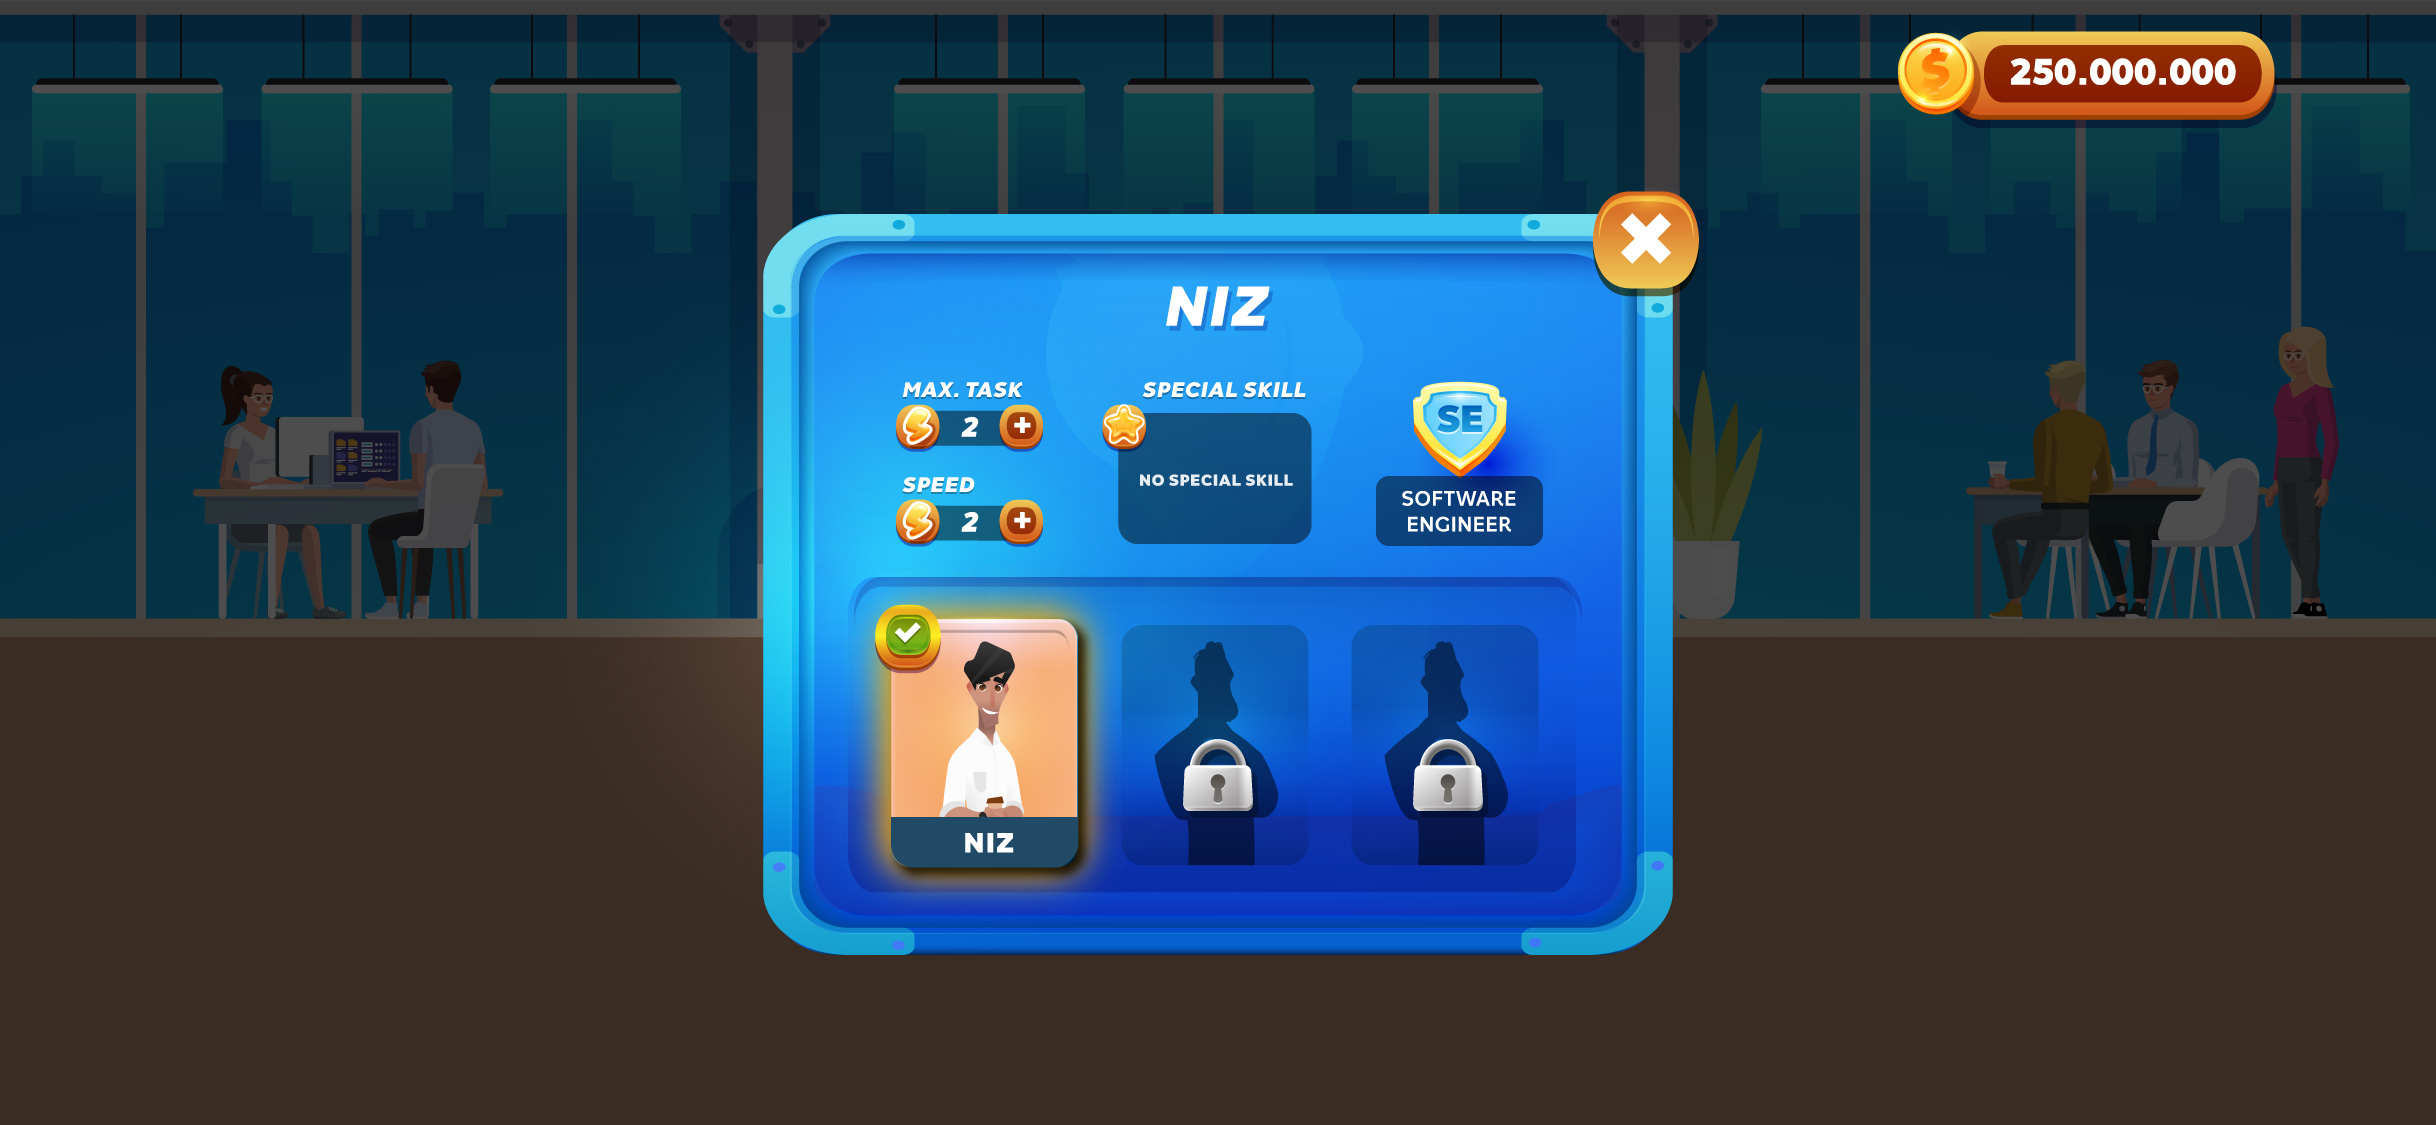 250.000.000
NIZ
MAX. TASK
2
SPEED
2
SPECIAL SKILL
NO SPECIAL SKILL
SE
SOFTWARE
ENGINEER
NIZ